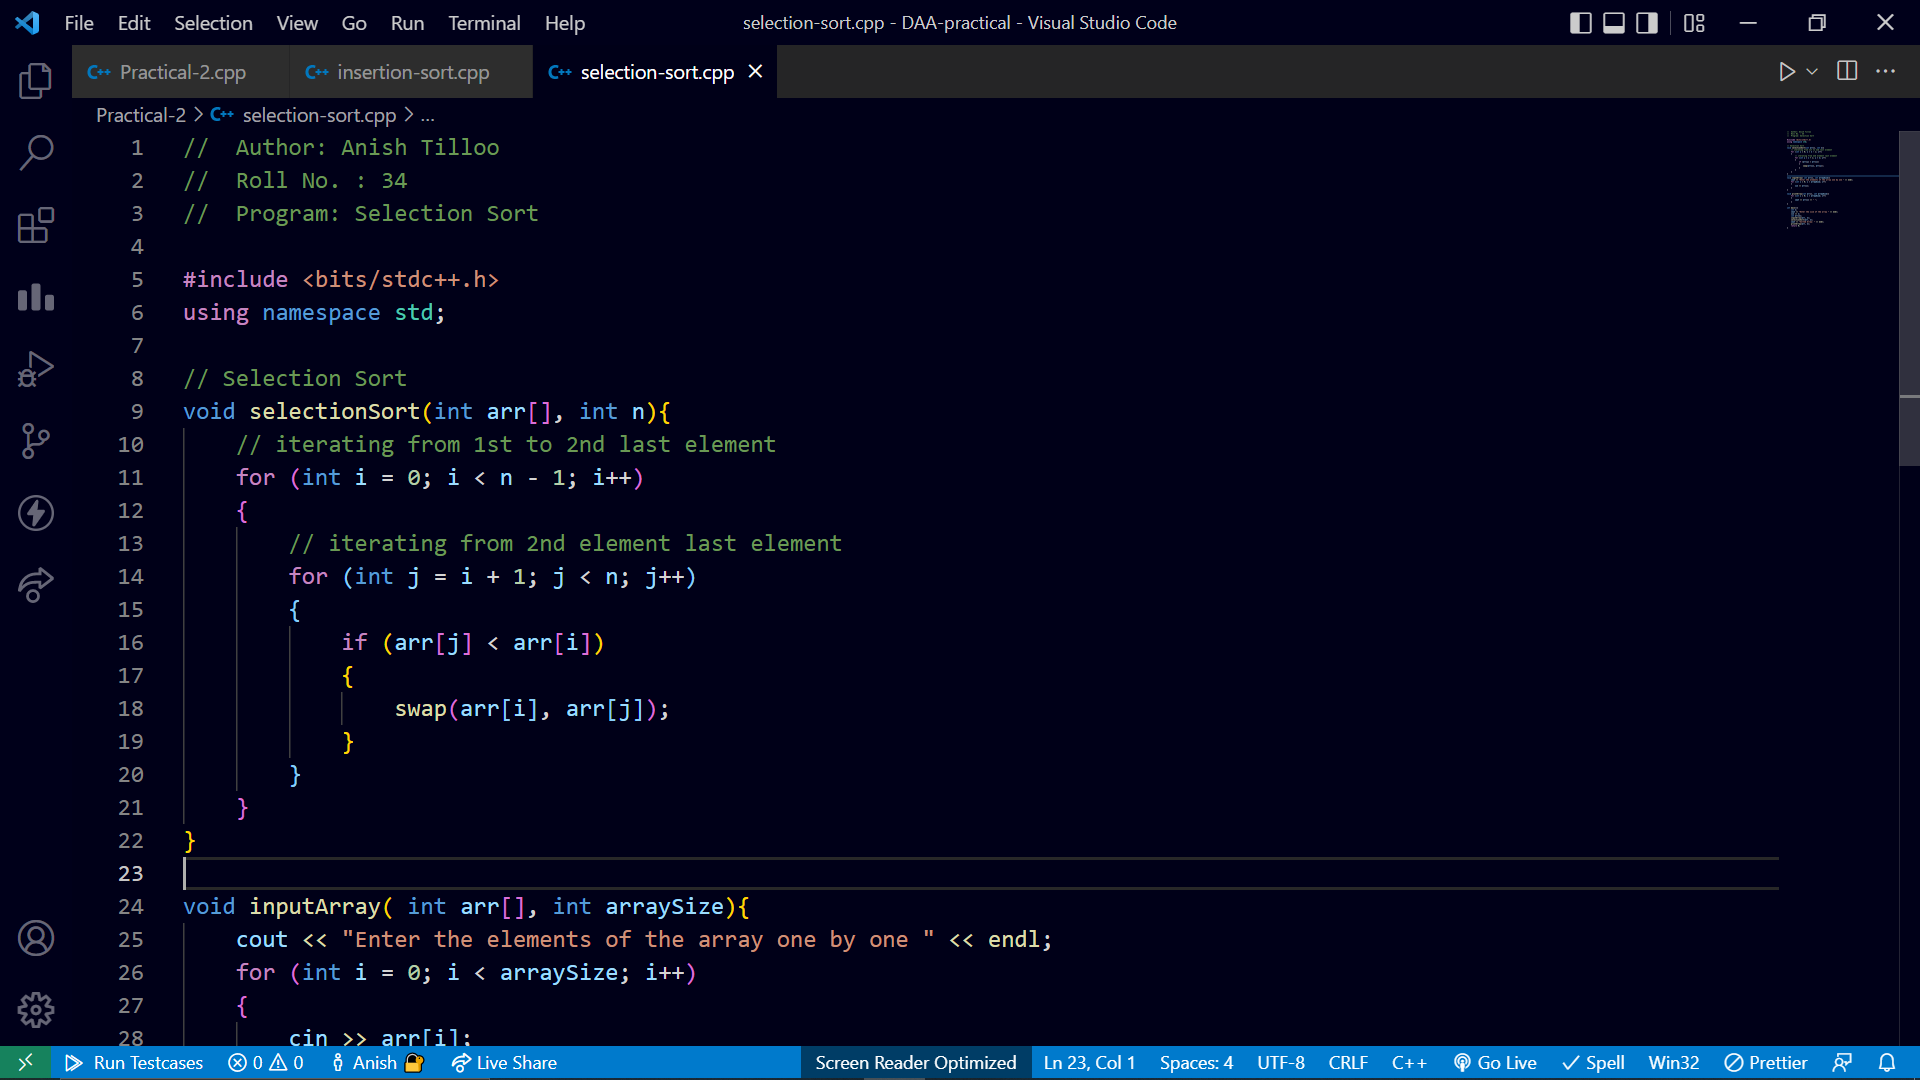 File Edit Selection View Go Run Terminal Help selection-sort.cpp - DAA-practical - Visual Studio Code
Practical-2.cpp insertion-sort.cpp selection-sort.cpp
Practical-2 > selection-sort.cpp > ...
1 //  Author: Anish Tilloo
2 //  Roll No. : 34
3 //  Program: Selection Sort
4
5 #include <bits/stdc++.h>
6 using namespace std;
7
8 // Selection Sort
9 void selectionSort(int arr[], int n){
10     // iterating from 1st to 2nd last element
11     for (int i = 0; i < n - 1; i++)
12     {
13         // iterating from 2nd element last element
14         for (int j = i + 1; j < n; j++)
15         {
16             if (arr[j] < arr[i])
17             {
18                 swap(arr[i], arr[j]);
19             }
20         }
21     }
22 }
23
24 void inputArray( int arr[], int arraySize){
25     cout << "Enter the elements of the array one by one " << endl;
26     for (int i = 0; i < arraySize; i++)
27     {
28         cin >> arr[i];
Run Testcases 0 0 Anish Live Share Screen Reader Optimized Ln 23, Col 1 Spaces: 4 UTF-8 CRLF C++ Go Live Spell Win32 Prettier